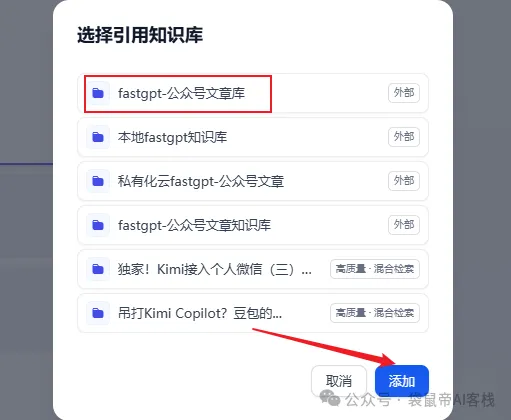 选择引用知识库
fastgpt-公众号文章库 外部
本地fastgpt知识库 外部
私有化云fastgpt-公众号文章 外部
fastgpt-公众号文章知识库 外部
独家！Kimi接入个人微信（三）... 高质量·混合检索
吊打Kimi Copilot？豆包的... 高质量·混合检索
取消 添加
公众号·袋鼠帝AI客栈